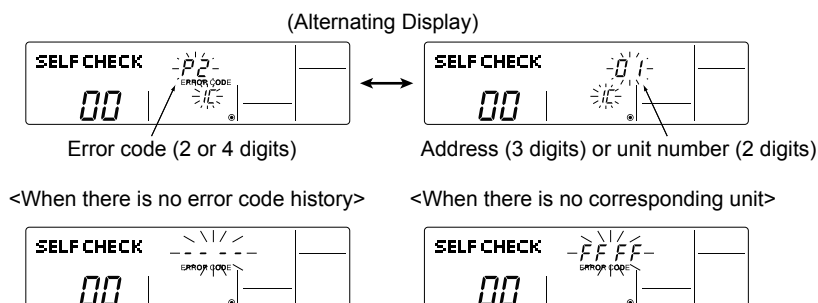 (Alternating Display)
SELF CHECK P2 ERROR CODE 00 1C
SELF CHECK 01 00 1C
Error code (2 or 4 digits)
Address (3 digits) or unit number (2 digits)
<When there is no error code history>
<When there is no corresponding unit>
SELF CHECK - - - - ERROR CODE 00
SELF CHECK FFFF ERROR CODE 00